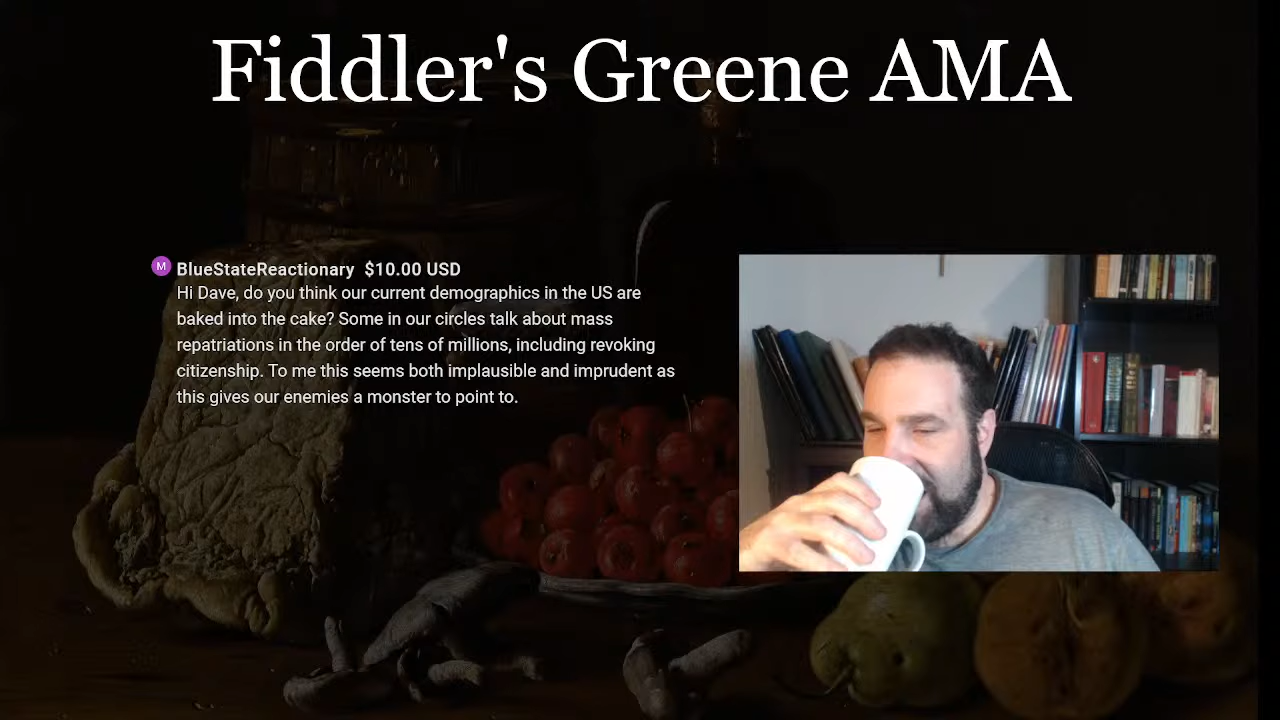 Fiddler's Greene AMA
M BlueStateReactionary $10.00 USD
Hi Dave, do you think our current demographics in the US are
baked into the cake? Some in our circles talk about mass
repatriations in the order of tens of millions, including revoking
citizenship. To me this seems both implausible and imprudent as
this gives our enemies a monster to point to.